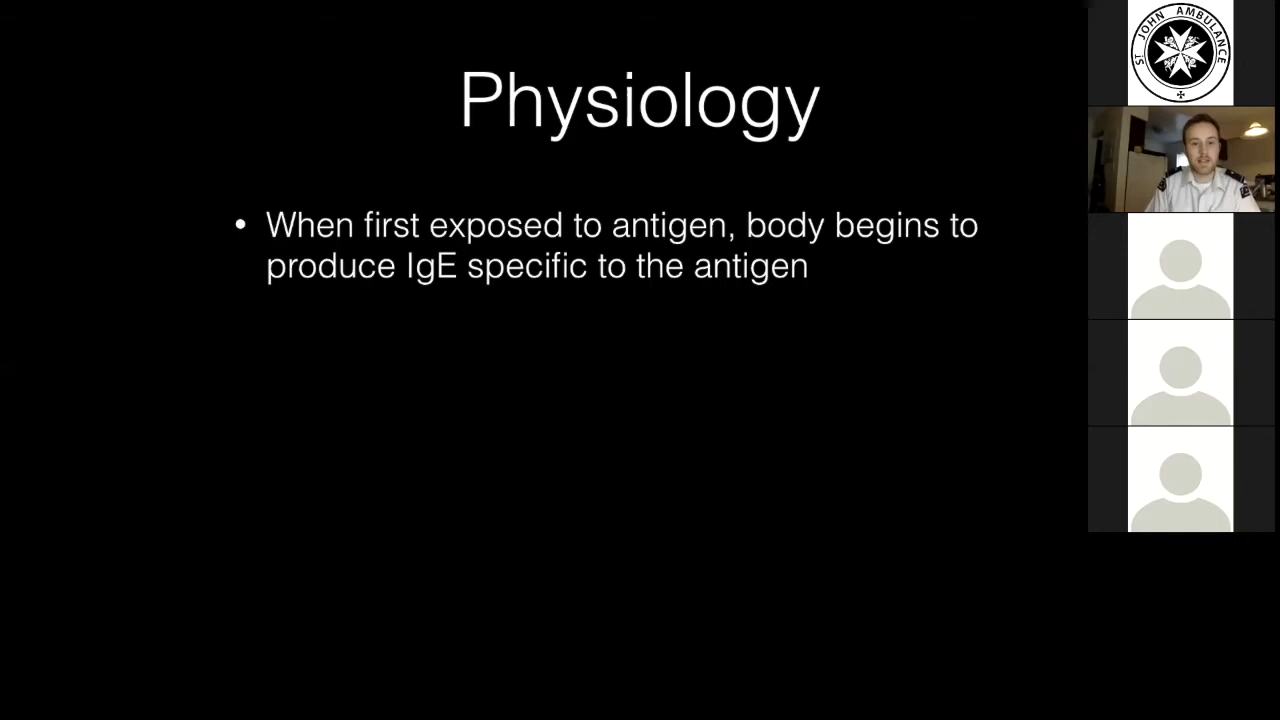 Physiology
• When first exposed to antigen, body begins to
produce IgE specific to the antigen
ST JOHN AMBULANCE